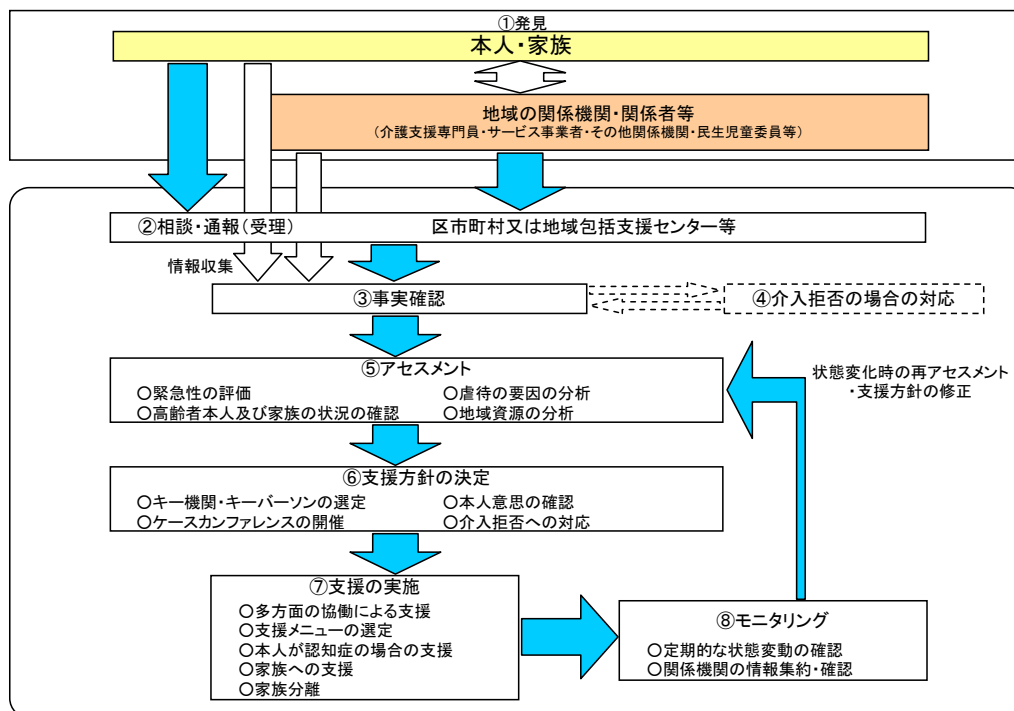 ①発見
本人・家族
地域の関係機関・関係者等
（介護支援専門員・サービス事業者・その他関係機関・民生児童委員等）
②相談・通報（受理）　区市町村又は地域包括支援センター等
情報収集
③事実確認
④介入拒否の場合の対応
⑤アセスメント
○緊急性の評価　○虐待の要因の分析
○高齢者本人及び家族の状況の確認　○地域資源の分析
状態変化時の再アセスメント
・支援方針の修正
⑥支援方針の決定
○キー機関・キーパーソンの選定　○本人意思の確認
○ケースカンファレンスの開催　○介入拒否への対応
⑦支援の実施
○多方面の協働による支援
○支援メニューの選定
○本人が認知症の場合の支援
○家族への支援
○家族分離
⑧モニタリング
○定期的な状態変動の確認
○関係機関の情報集約・確認